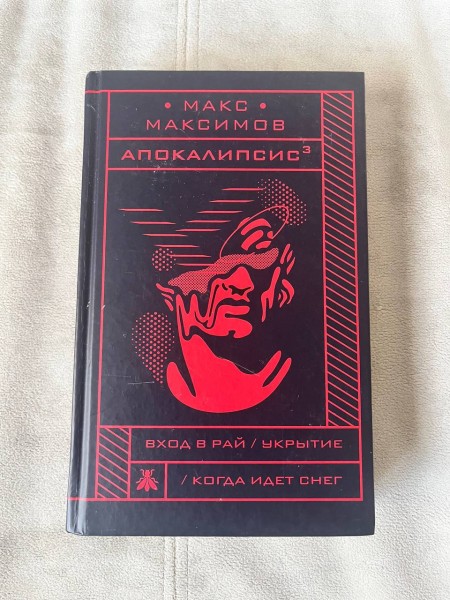 • МАКС •
МАКСИМОВ
АПОКАЛИПСИС³
ВХОД В РАЙ / УКРЫТИЕ
/ КОГДА ИДЕТ СНЕГ